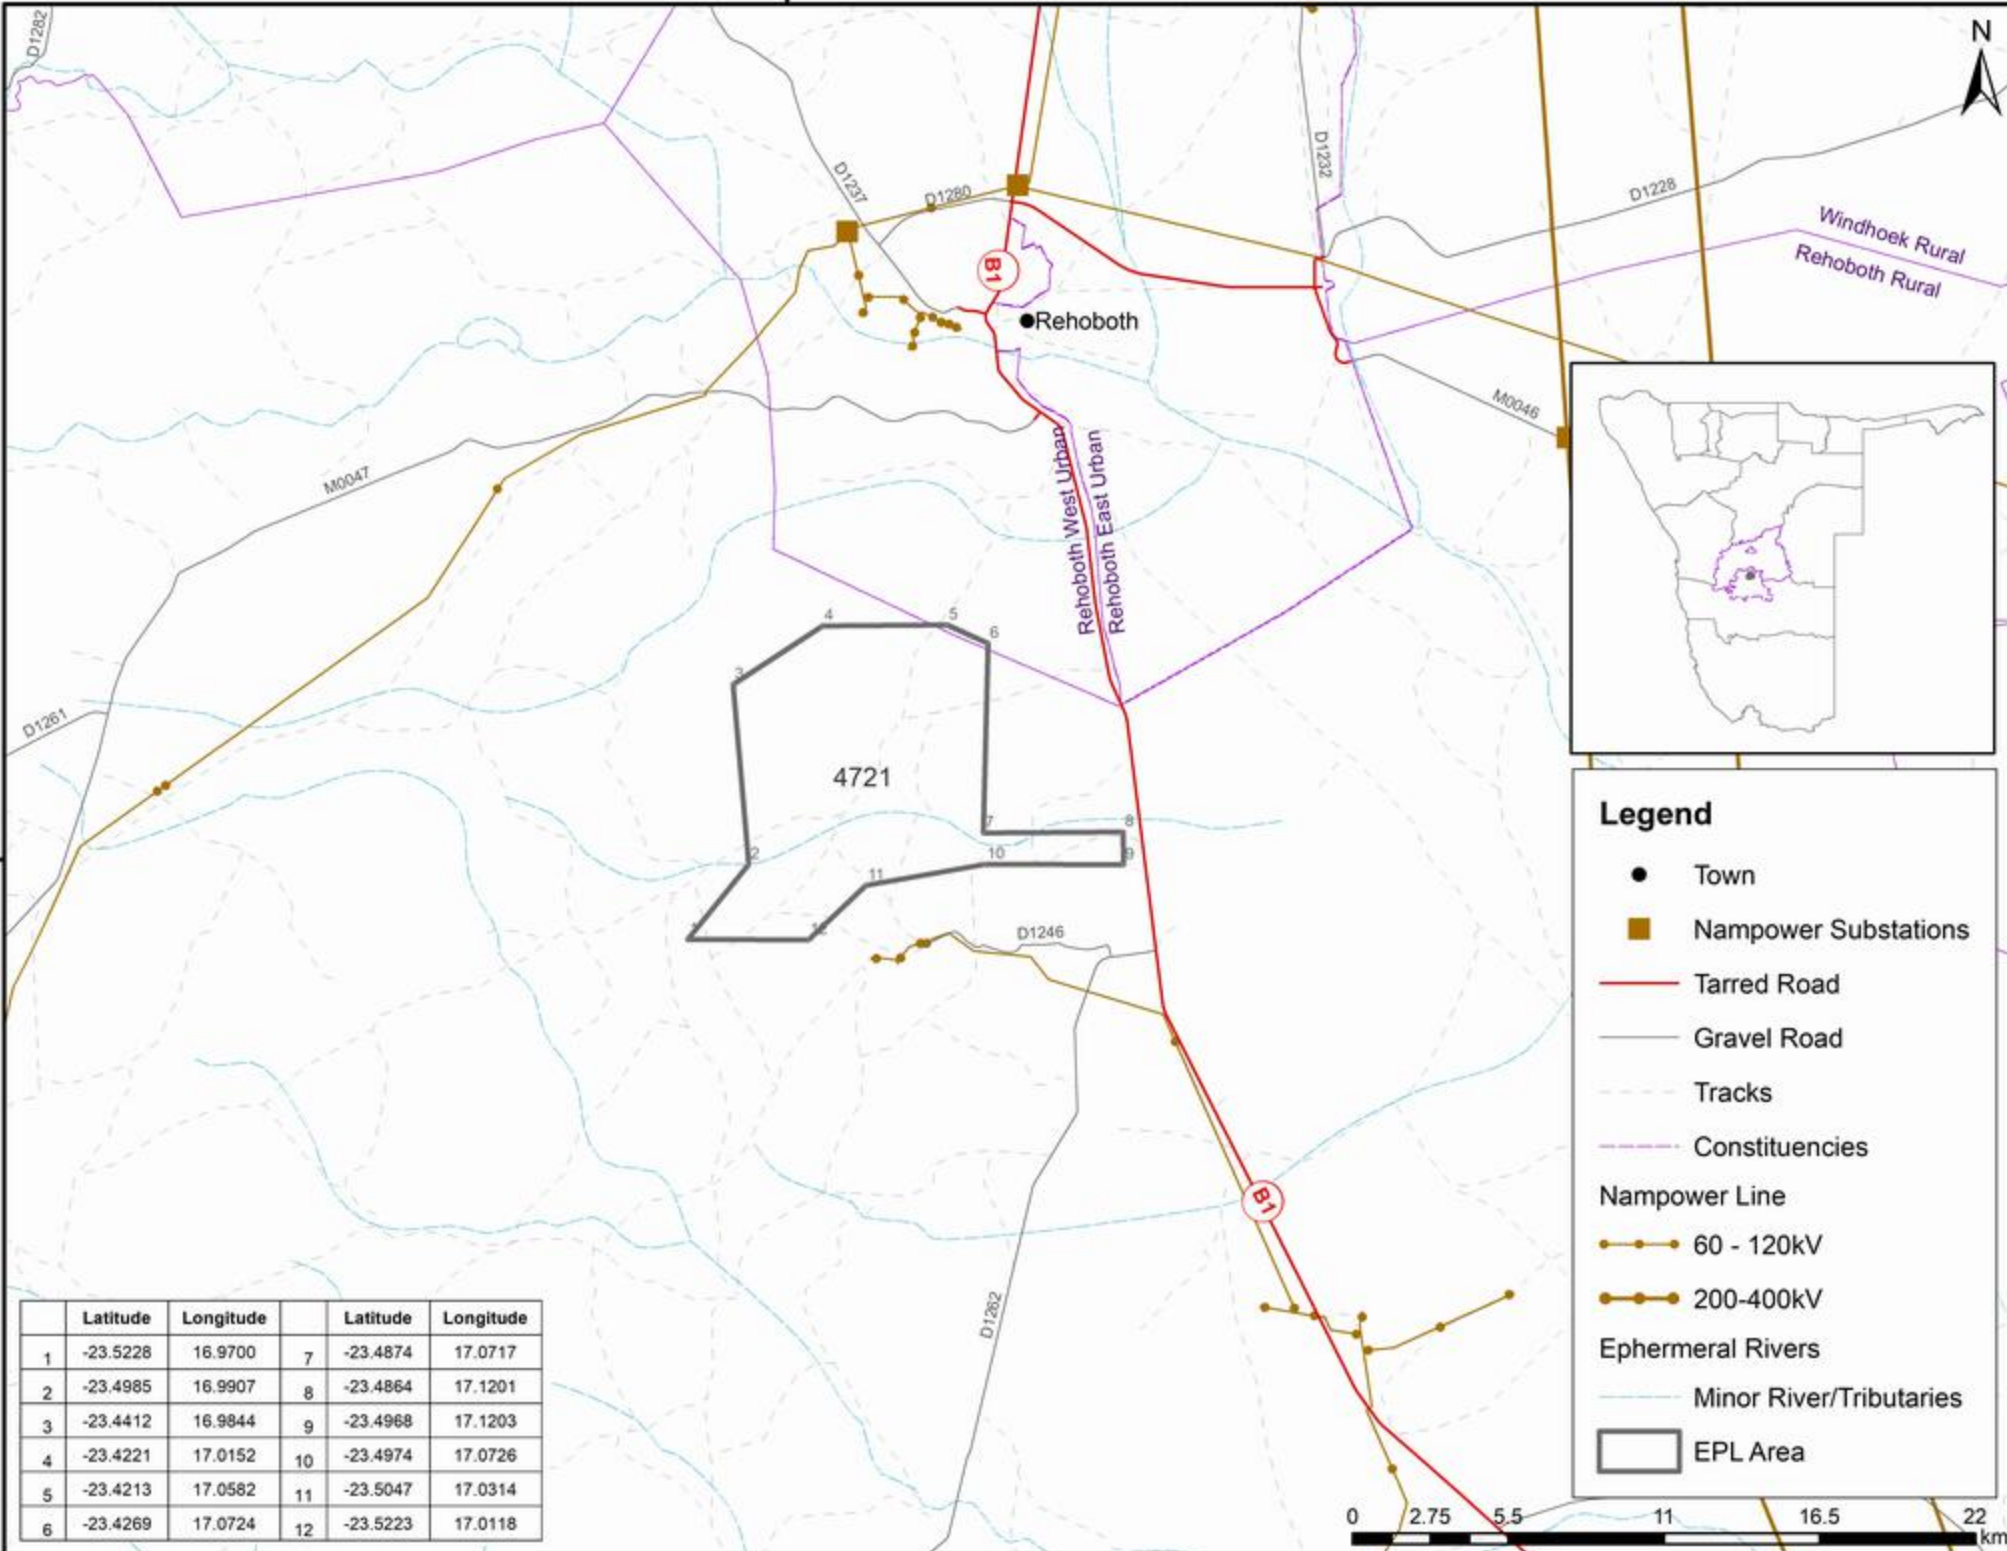 D1282
N
D1237
D1280
D1232
D1228
Windhoek Rural
Rehoboth Rural
B1
Rehoboth
M0046
M0047
Rehoboth West Urban
Rehoboth East Urban
4
5
6
3
D1261
4721
7
8
2
10
9
11
1
12
D1246
B1
D1262
Legend
Town
Nampower Substations
Tarred Road
Gravel Road
Tracks
Constituencies
Nampower Line
60 - 120kV
200-400kV
Ephermeral Rivers
Minor River/Tributaries
EPL Area
Latitude Longitude Latitude Longitude
1 -23.5228 16.9700 7 -23.4874 17.0717
2 -23.4985 16.9907 8 -23.4864 17.1201
3 -23.4412 16.9844 9 -23.4968 17.1203
4 -23.4221 17.0152 10 -23.4974 17.0726
5 -23.4213 17.0582 11 -23.5047 17.0314
6 -23.4269 17.0724 12 -23.5223 17.0118
0 2.75 5.5 11 16.5 22
km